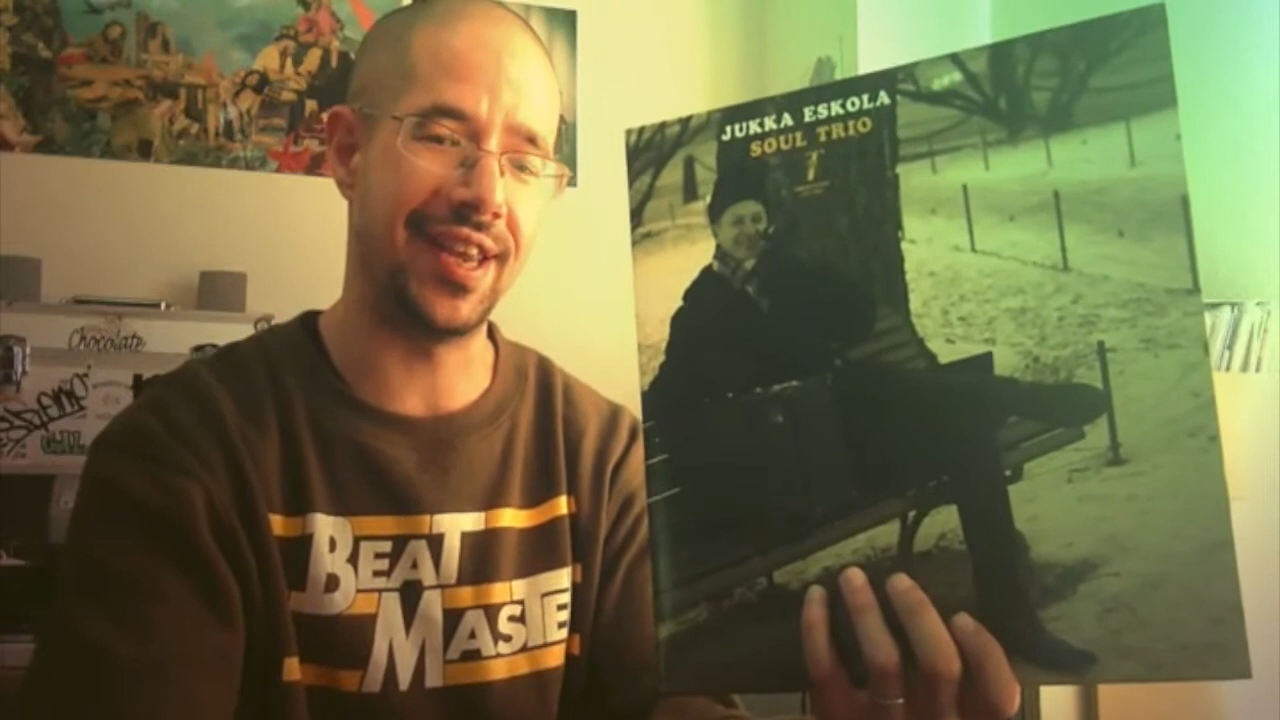 JUKKA ESKOLA
SOUL TRIO
Chocolate
BEAT
MASTE